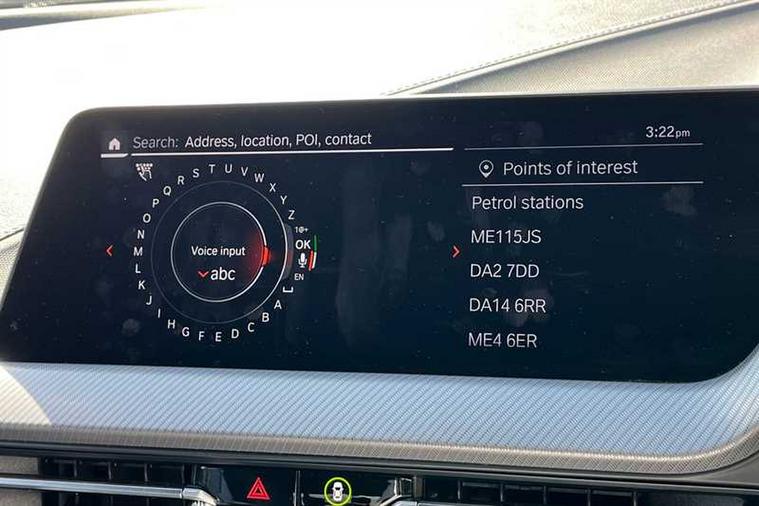 Search: Address, location, POI, contact
3:22pm
Points of interest
Petrol stations
ME115JS
DA2 7DD
DA14 6RR
ME4 6ER
Voice input
abc
A B C D E F G H I J K L M N O P Q R S T U V W X Y Z
OK
EN